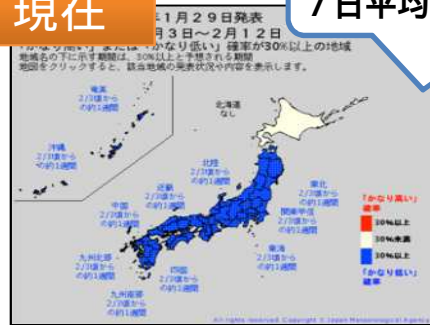 現在
7日平均
年1月29日発表
月3日～2月12日
「かなり高い」または「かなり低い」確率が30%以上の地域
地域名の下に示す期間は、30%以上と予想される期間
地図をクリックすると、該当地域の発表状況や内容を表示します。
奄美
2/3頃から
の約1週間
北海道
なし
沖縄
2/3頃から
の約1週間
北陸
2/3頃から
の約1週間
近畿
2/3頃から
の約1週間
東北
2/3頃から
の約1週間
中国
2/3頃から
の約1週間
関東甲信
2/3頃から
の約1週間
「かなり高い」
確率
30%以上
30%未満
30%以上
「かなり低い」
確率
九州北部
2/3頃から
の約1週間
四国
2/3頃から
の約1週間
東海
2/3頃から
の約1週間
九州南部
2/3頃から
の約1週間
All rights reserved. Copyright © Japan Meteorological Agency